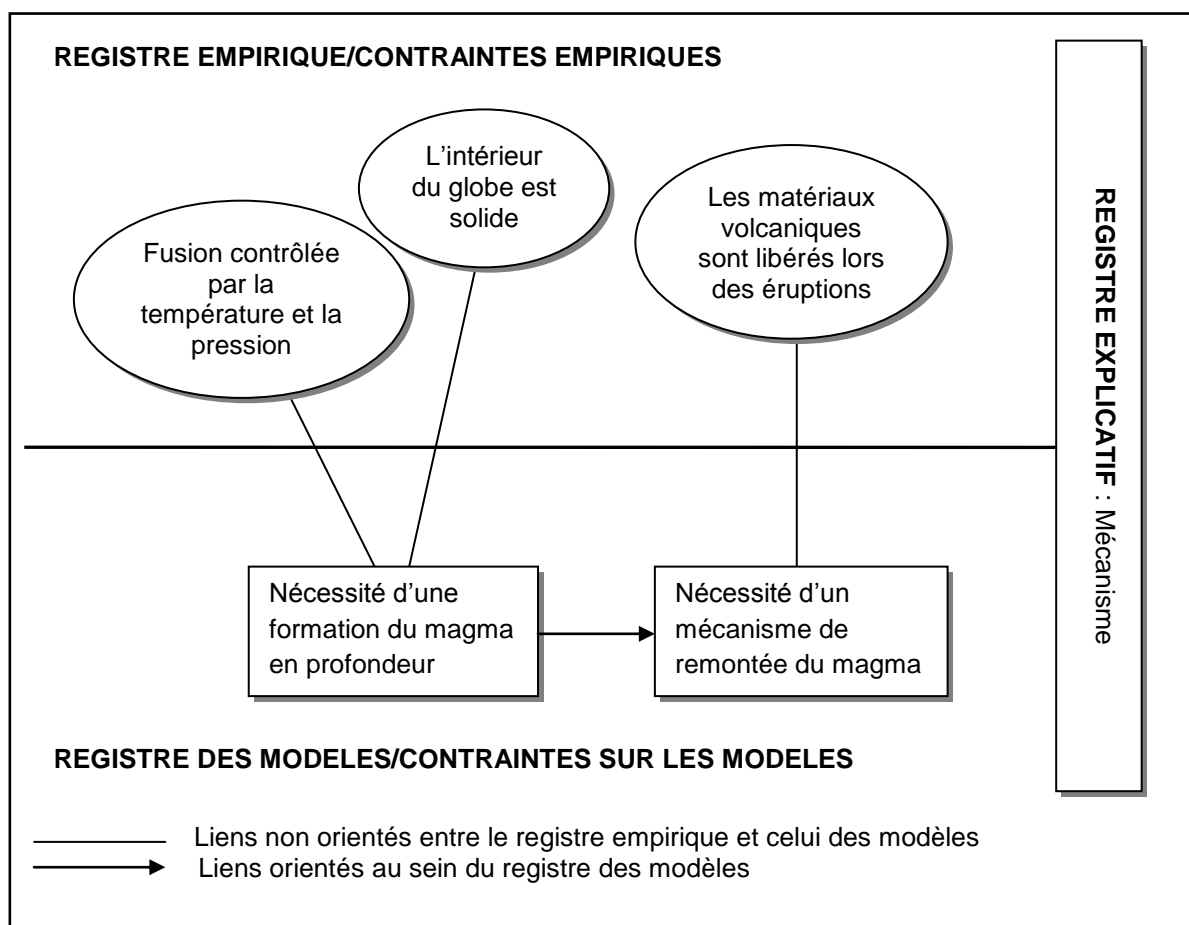 REGISTRE EMPIRIQUE/CONTRAINTES EMPIRIQUES
L'intérieur
du globe est
solide
Les matériaux
volcaniques
sont libérés lors
des éruptions
Fusion contrôlée
par la
température et la
pression
REGISTRE EXPLICATIF : Mécanisme
Nécessité d'une
formation du magma
en profondeur
Nécessité d'un
mécanisme de
remontée du magma
REGISTRE DES MODELES/CONTRAINTES SUR LES MODELES
Liens non orientés entre le registre empirique et celui des modèles
Liens orientés au sein du registre des modèles